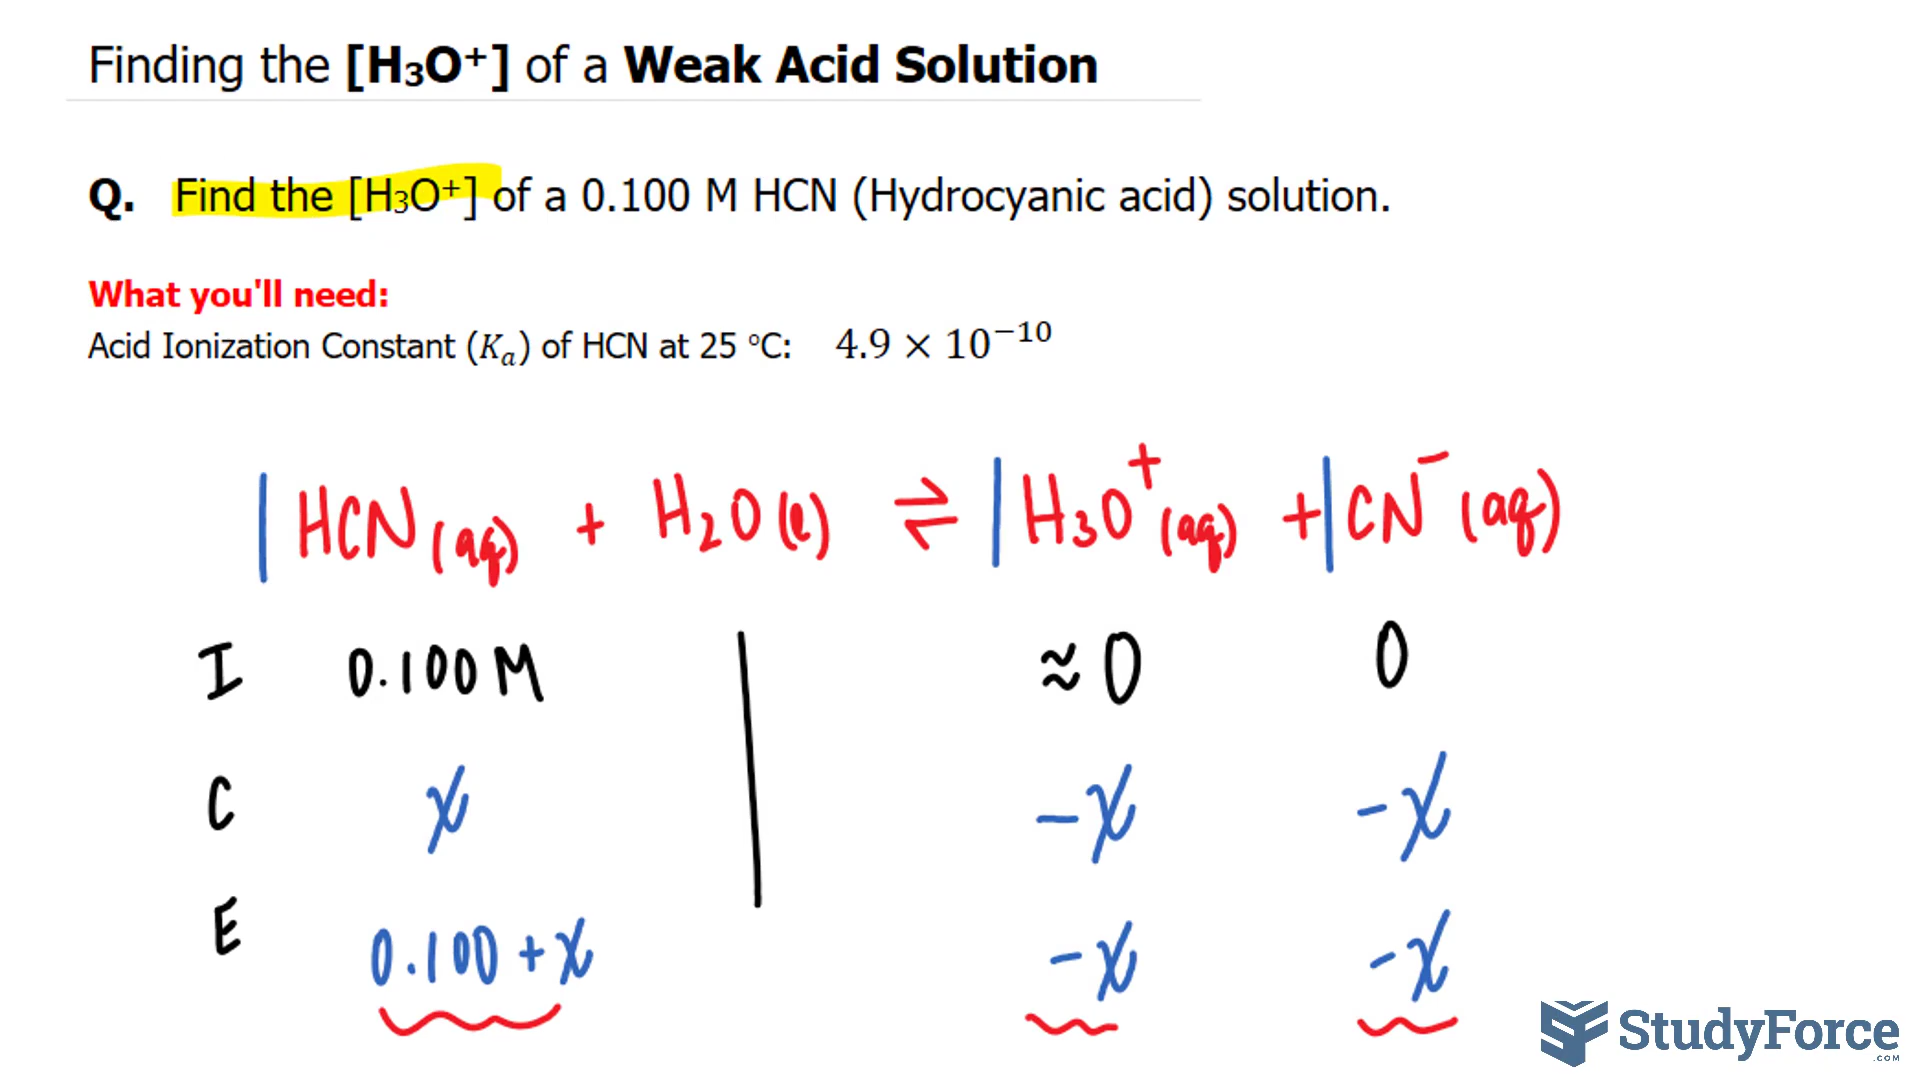 Finding the [H₃O⁺] of a Weak Acid Solution
Q. Find the [H₃O⁺] of a 0.100 M HCN (Hydrocyanic acid) solution.
What you'll need:
Acid Ionization Constant (Kₐ) of HCN at 25 °C: 4.9 × 10⁻¹⁰
| HCN (aq) + H₂O (l) ⇌ | H₃O⁺ (aq) + | CN⁻ (aq)
I 0.100 M ≈ 0 0
C x -x -x
E 0.100 + x -x -x
StudyForce
.COM